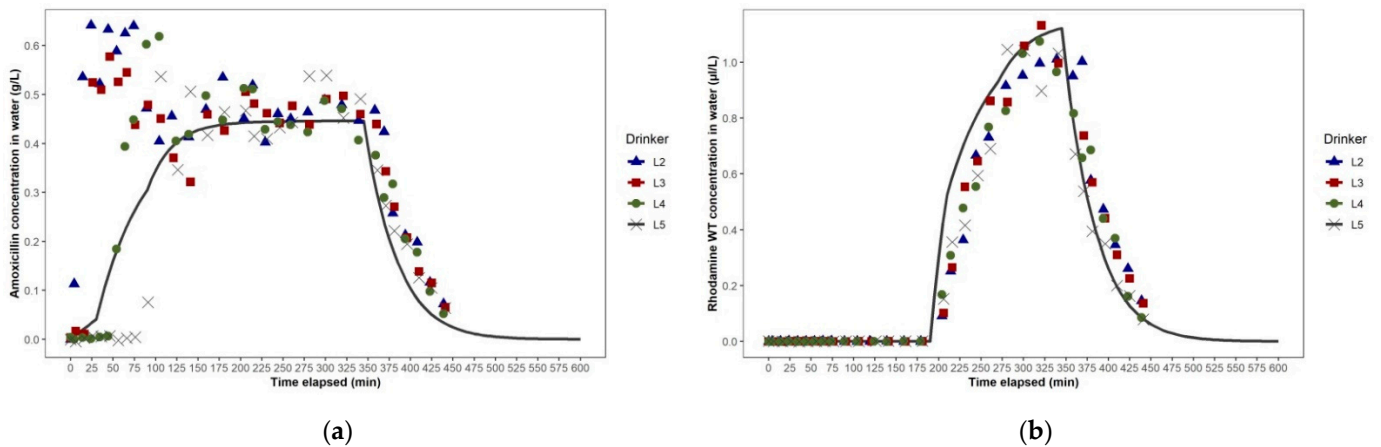 Amoxicillin concentration in water (g/L)
0.6
0.5
0.4
0.3
0.2
0.1
0.0
0 25 50 75 100 125 150 175 200 225 250 275 300 325 350 375 400 425 450 475 500 525 550 575 600
Time elapsed (min)
Drinker
L2
L3
L4
L5
(a)
Rhodamine WT concentration in water (µl/L)
1.0
0.8
0.6
0.4
0.2
0.0
0 25 50 75 100 125 150 175 200 225 250 275 300 325 350 375 400 425 450 475 500 525 550 575 600
Time elapsed (min)
Drinker
L2
L3
L4
L5
(b)